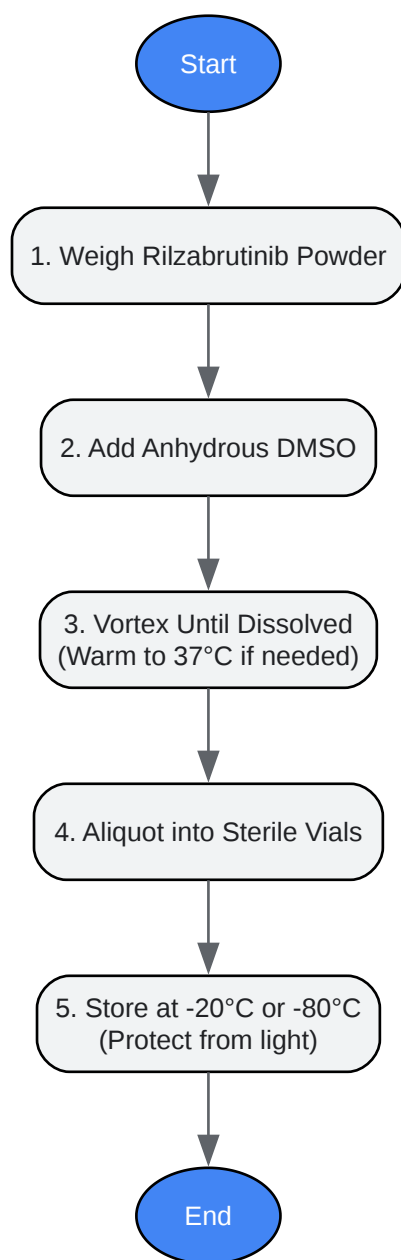 Start
1. Weigh Rilzabrutinib Powder
2. Add Anhydrous DMSO
3. Vortex Until Dissolved
(Warm to 37°C if needed)
4. Aliquot into Sterile Vials
5. Store at -20°C or -80°C
(Protect from light)
End